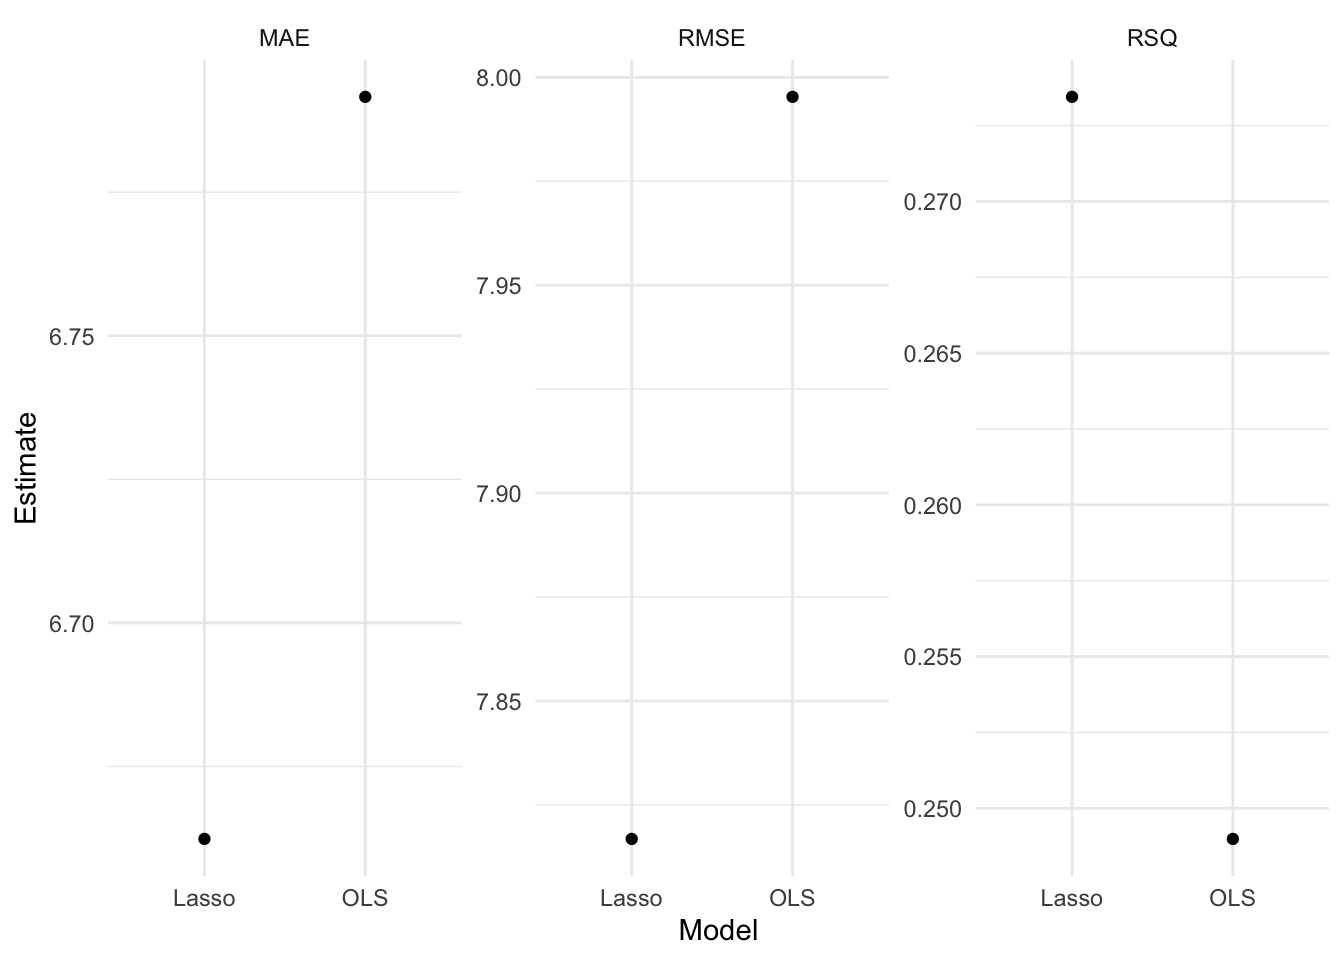 MAE
RMSE
RSQ
Estimate
6.75
6.70
8.00
7.95
7.90
7.85
0.270
0.265
0.260
0.255
0.250
Lasso OLS
Lasso OLS
Lasso OLS
Model